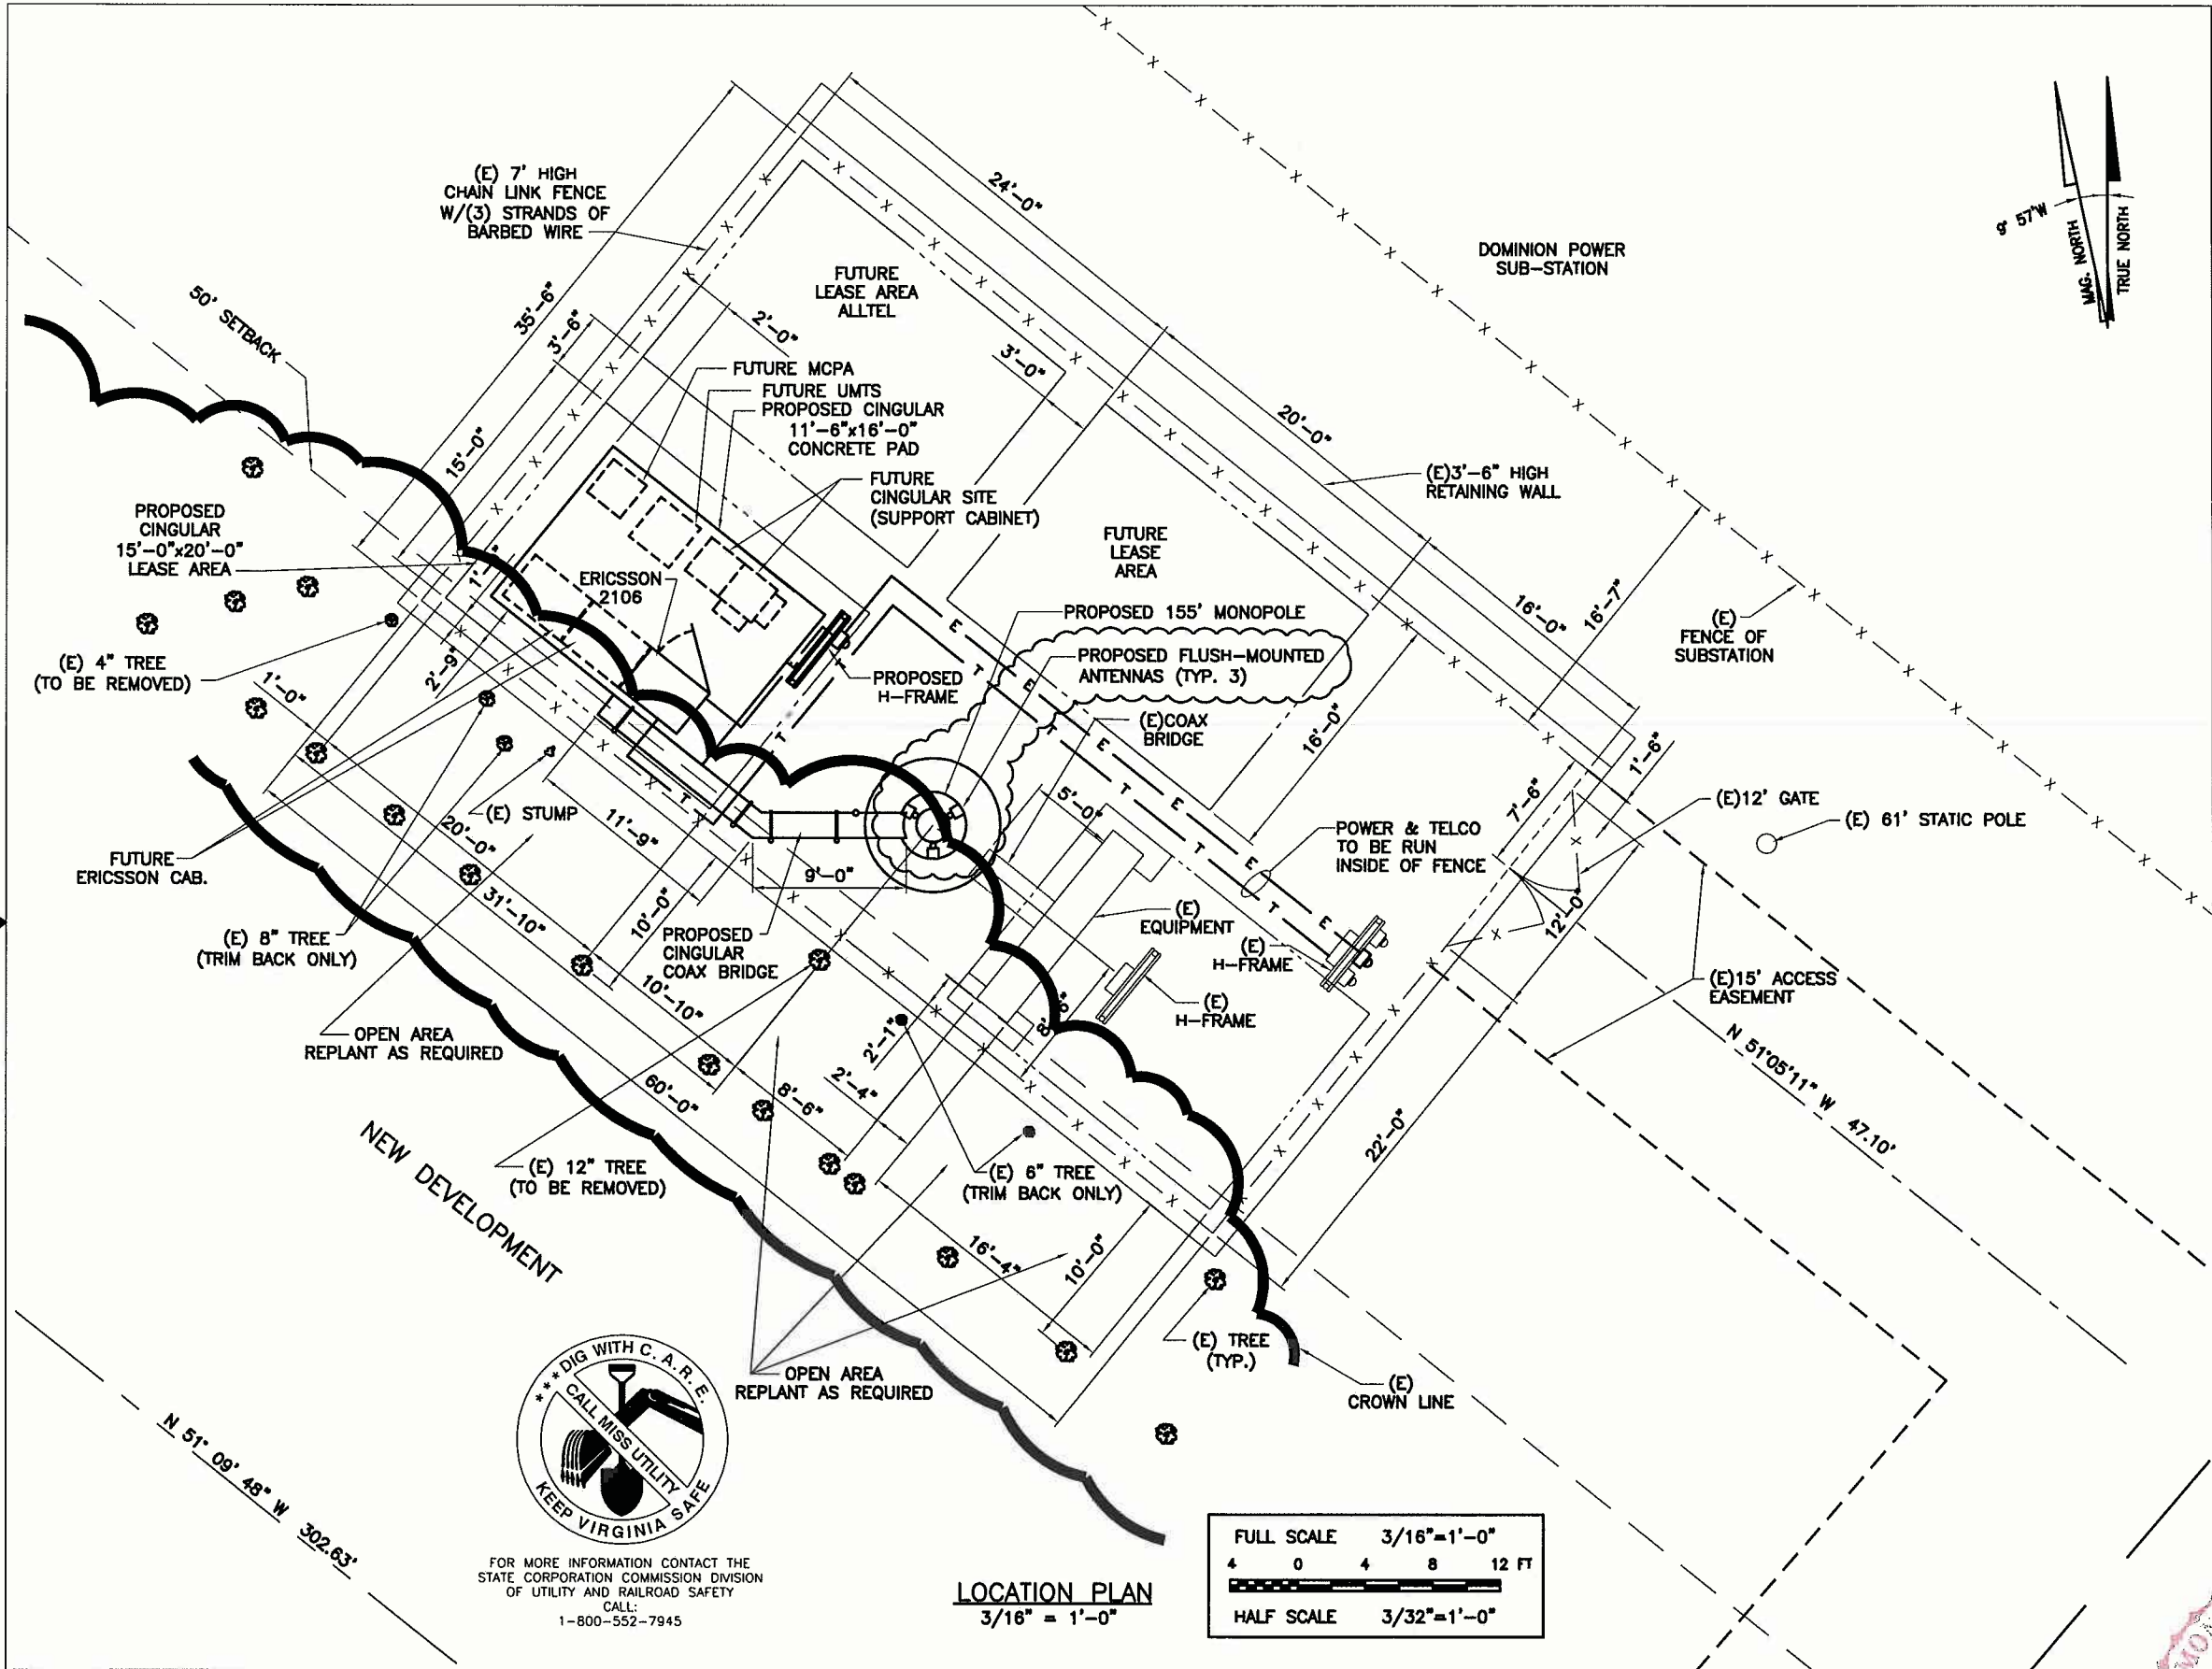 (E) 7' HIGH
CHAIN LINK FENCE
W/(3) STRANDS OF
BARBED WIRE
24'-0"
DOMINION POWER
SUB-STATION
9° 57'W
MAG. NORTH
TRUE NORTH
50' SETBACK
35'-6"
3'-6"
2'-0"
FUTURE
LEASE AREA
ALLTEL
3'-0"
20'-0"
15'-0"
FUTURE MCPA
FUTURE UMTS
PROPOSED CINGULAR
11'-6"x16'-0"
CONCRETE PAD
FUTURE
CINGULAR SITE
(SUPPORT CABINET)
(E)3'-6" HIGH
RETAINING WALL
PROPOSED
CINGULAR
15'-0"x20'-0"
LEASE AREA
ERICSSON
2106
FUTURE
LEASE
AREA
16'-0"
16'-7"
(E)
FENCE OF
SUBSTATION
(E) 4" TREE
(TO BE REMOVED)
2'-9"
1'-0"
PROPOSED
H-FRAME
PROPOSED 155' MONOPOLE
PROPOSED FLUSH-MOUNTED
ANTENNAS (TYP. 3)
(E)COAX
BRIDGE
16'-0"
1'-6"
7'-6"
(E)12' GATE
(E) 61' STATIC POLE
(E) STUMP
20'-0"
11'-9"
5'-0"
POWER & TELCO
TO BE RUN
INSIDE OF FENCE
FUTURE
ERICSSON CAB.
9'-0"
31'-10"
10'-0"
12'-0"
(E) 8" TREE
(TRIM BACK ONLY)
PROPOSED
CINGULAR
COAX BRIDGE
(E)
EQUIPMENT
(E)
H-FRAME
(E)
H-FRAME
(E)15' ACCESS
EASEMENT
10'-10"
2'-1"
OPEN AREA
REPLANT AS REQUIRED
N 51°05'11" W 47.10'
60'-0"
8'-6"
2'-4"
22'-0"
NEW DEVELOPMENT
(E) 12" TREE
(TO BE REMOVED)
(E) 6" TREE
(TRIM BACK ONLY)
16'-4"
10'-0"
(E) TREE
(TYP.)
OPEN AREA
REPLANT AS REQUIRED
(E)
CROWN LINE
N 51° 09' 48" W 302.63'
***DIG WITH C.A.R.E.
CALL MISS UTILITY
KEEP VIRGINIA SAFE
FOR MORE INFORMATION CONTACT THE
STATE CORPORATION COMMISSION DIVISION
OF UTILITY AND RAILROAD SAFETY
CALL:
1-800-552-7945
LOCATION PLAN
3/16" = 1'-0"
FULL SCALE 3/16"=1'-0"
4 0 4 8 12 FT
HALF SCALE 3/32"=1'-0"